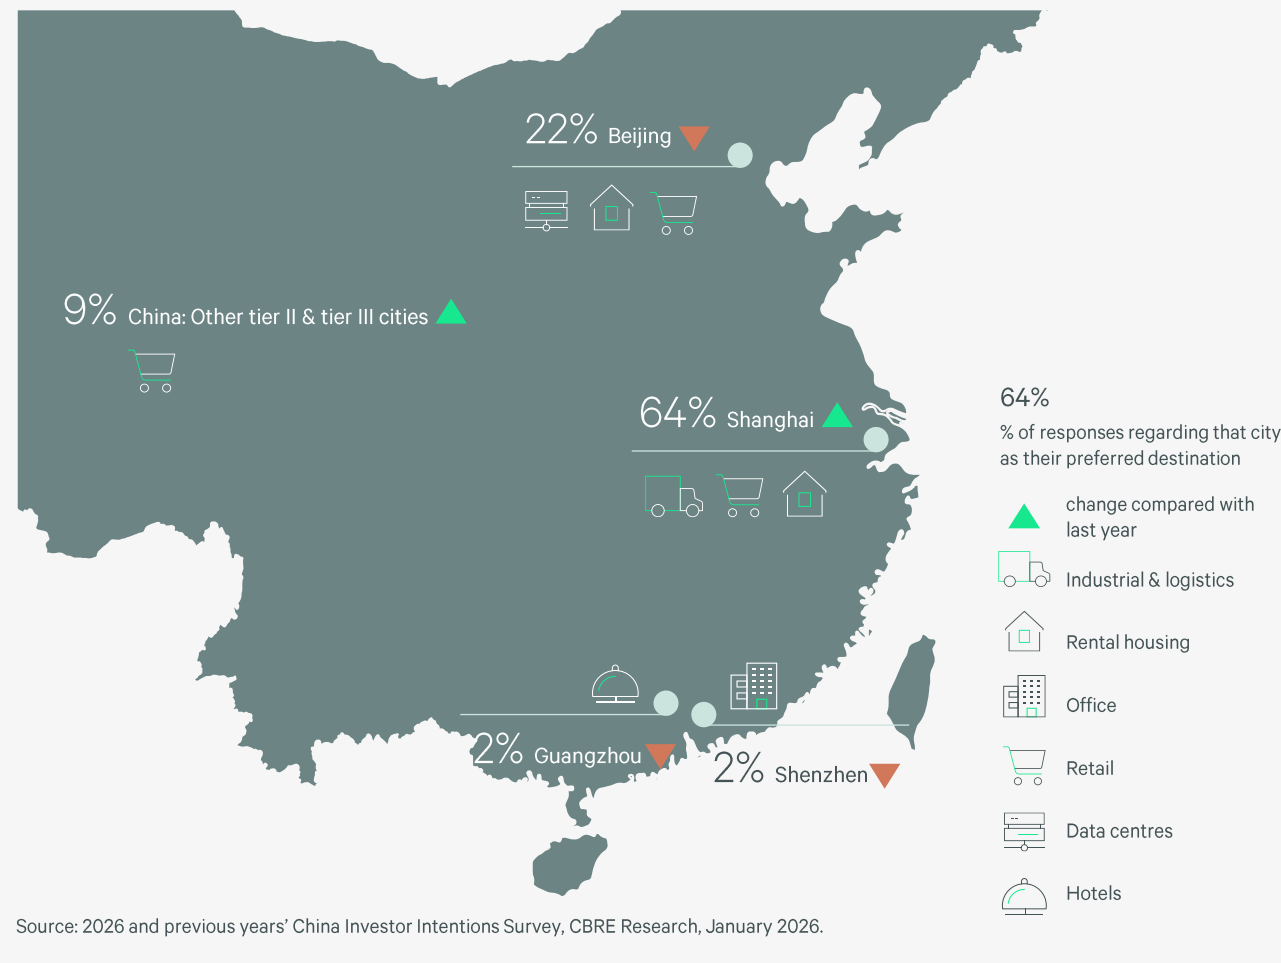 22% Beijing
9% China: Other tier II & tier III cities
64% Shanghai
2% Guangzhou
2% Shenzhen
64%
% of responses regarding that city
as their preferred destination
change compared with
last year
Industrial & logistics
Rental housing
Office
Retail
Data centres
Hotels
Source: 2026 and previous years’ China Investor Intentions Survey, CBRE Research, January 2026.